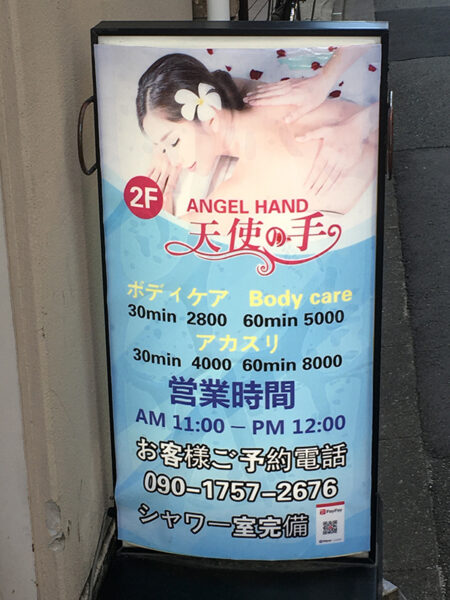 2F
ANGEL HAND
天使の手
ボディケア Body care
30min 2800 60min 5000
アカスリ
30min 4000 60min 8000
営業時間
AM 11:00 － PM 12:00
お客様ご予約電話
090-1757-2676
シャワー室完備
PayPay